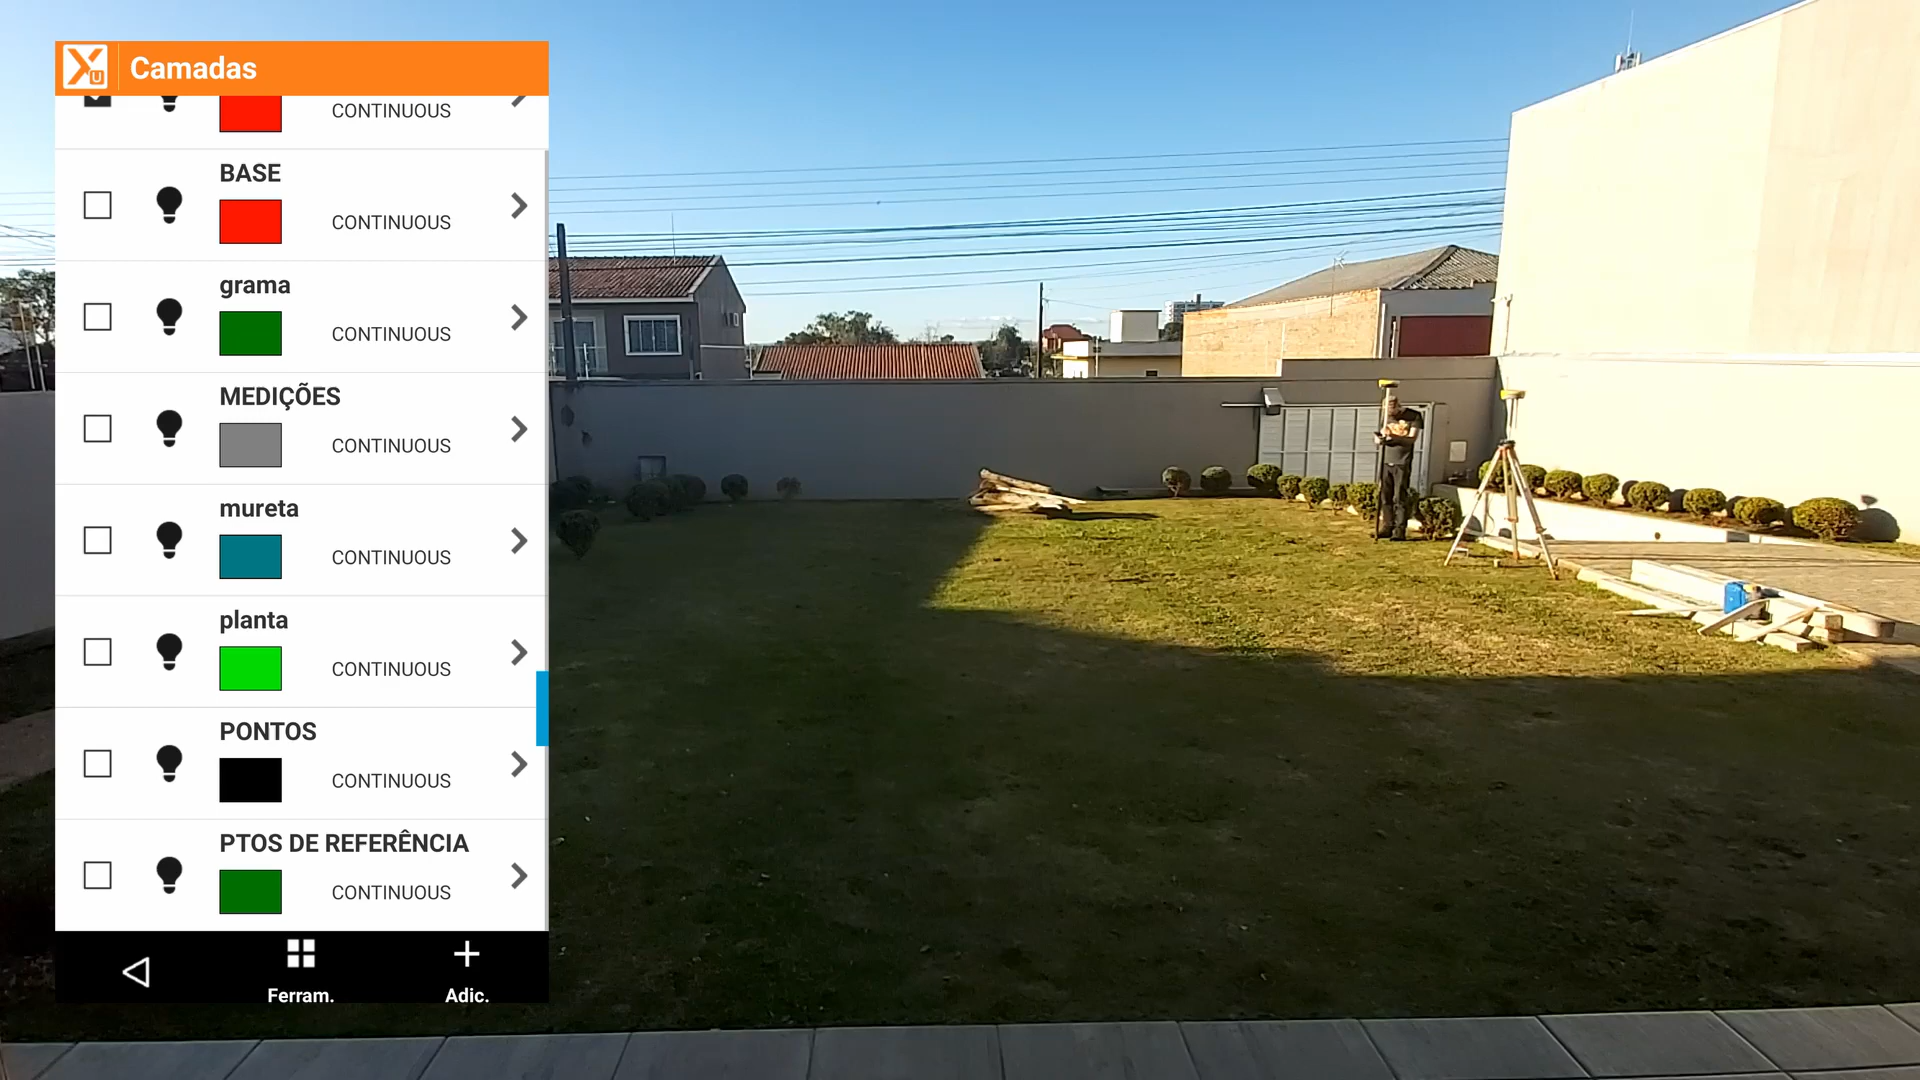 XU Camadas
CONTINUOUS
BASE
CONTINUOUS
grama
CONTINUOUS
MEDIÇÕES
CONTINUOUS
mureta
CONTINUOUS
planta
CONTINUOUS
PONTOS
CONTINUOUS
PTOS DE REFERÊNCIA
CONTINUOUS
Ferram.
Adic.